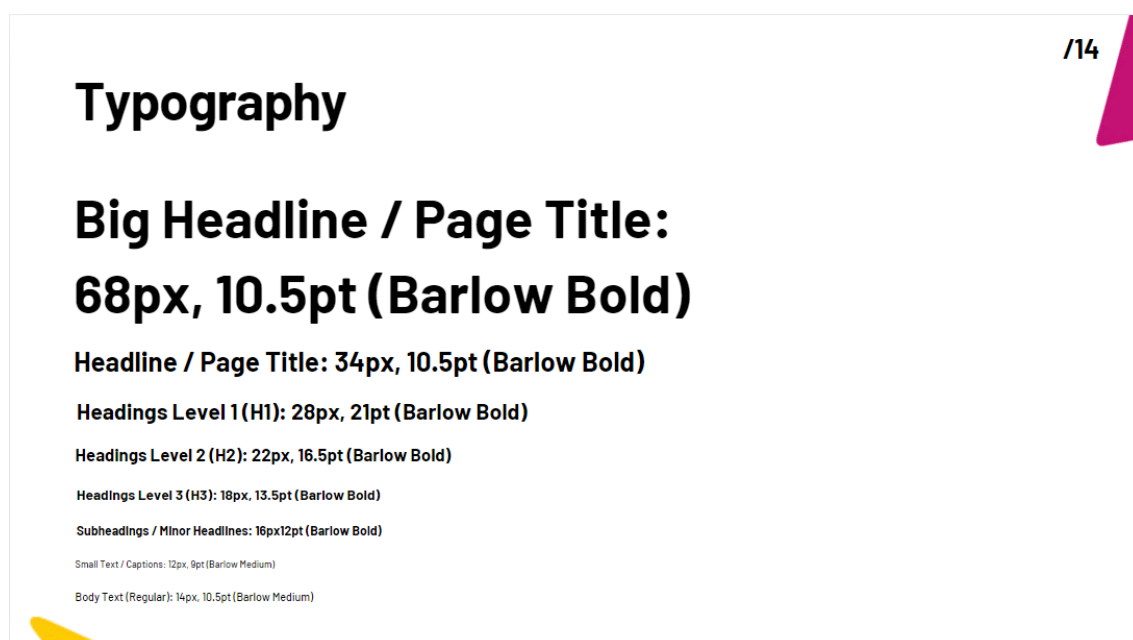 /14
Typography
Big Headline / Page Title:
68px, 10.5pt (Barlow Bold)
Headline / Page Title: 34px, 10.5pt (Barlow Bold)
Headings Level 1 (H1): 28px, 21pt (Barlow Bold)
Headings Level 2 (H2): 22px, 16.5pt (Barlow Bold)
Headings Level 3 (H3): 18px, 13.5pt (Barlow Bold)
Subheadings / Minor Headlines: 16px12pt (Barlow Bold)
Small Text / Captions: 12px, 9pt (Barlow Medium)
Body Text (Regular): 14px, 10.5pt (Barlow Medium)